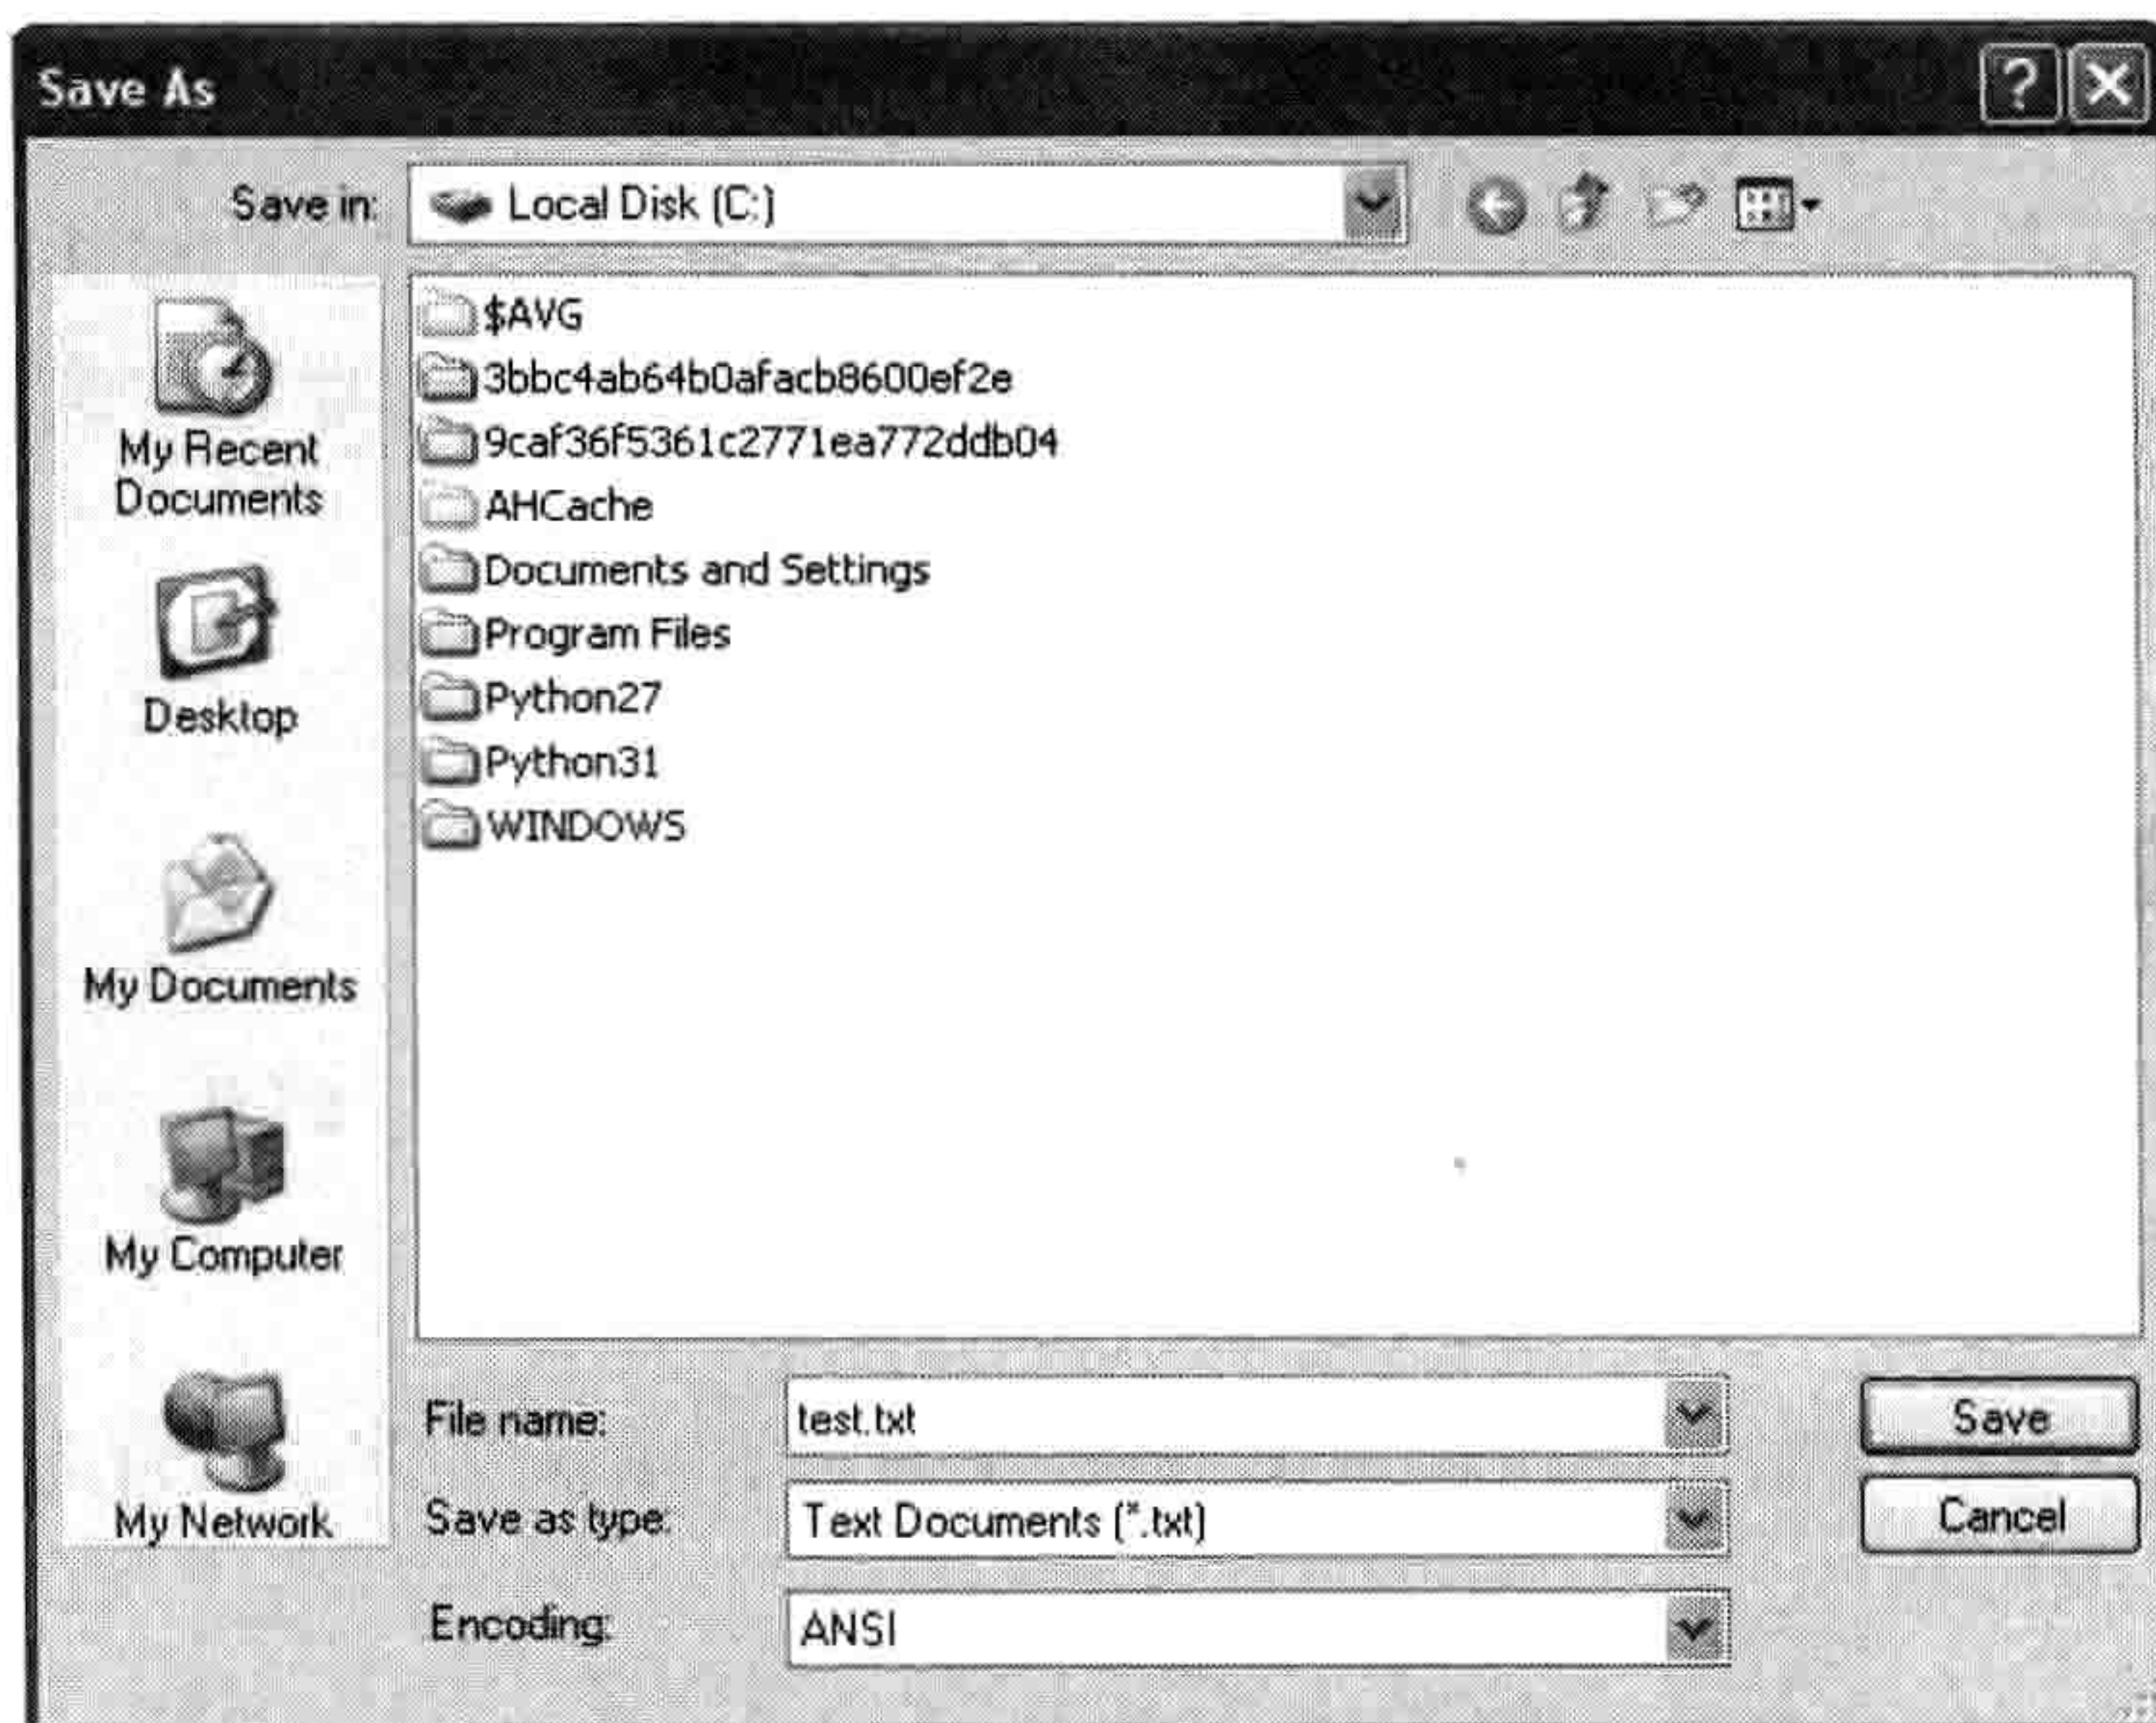 Save As
Save in: Local Disk (C:)
$AVG
3bbc4ab64b0afacb8600ef2e
9caf36f5361c2771ea772ddb04
AHCache
Documents and Settings
Program Files
Python27
Python31
WINDOWS
My Recent
Documents
Desktop
My Documents
My Computer
My Network
File name: test.txt
Save
Save as type: Text Documents (*.txt)
Cancel
Encoding: ANSI